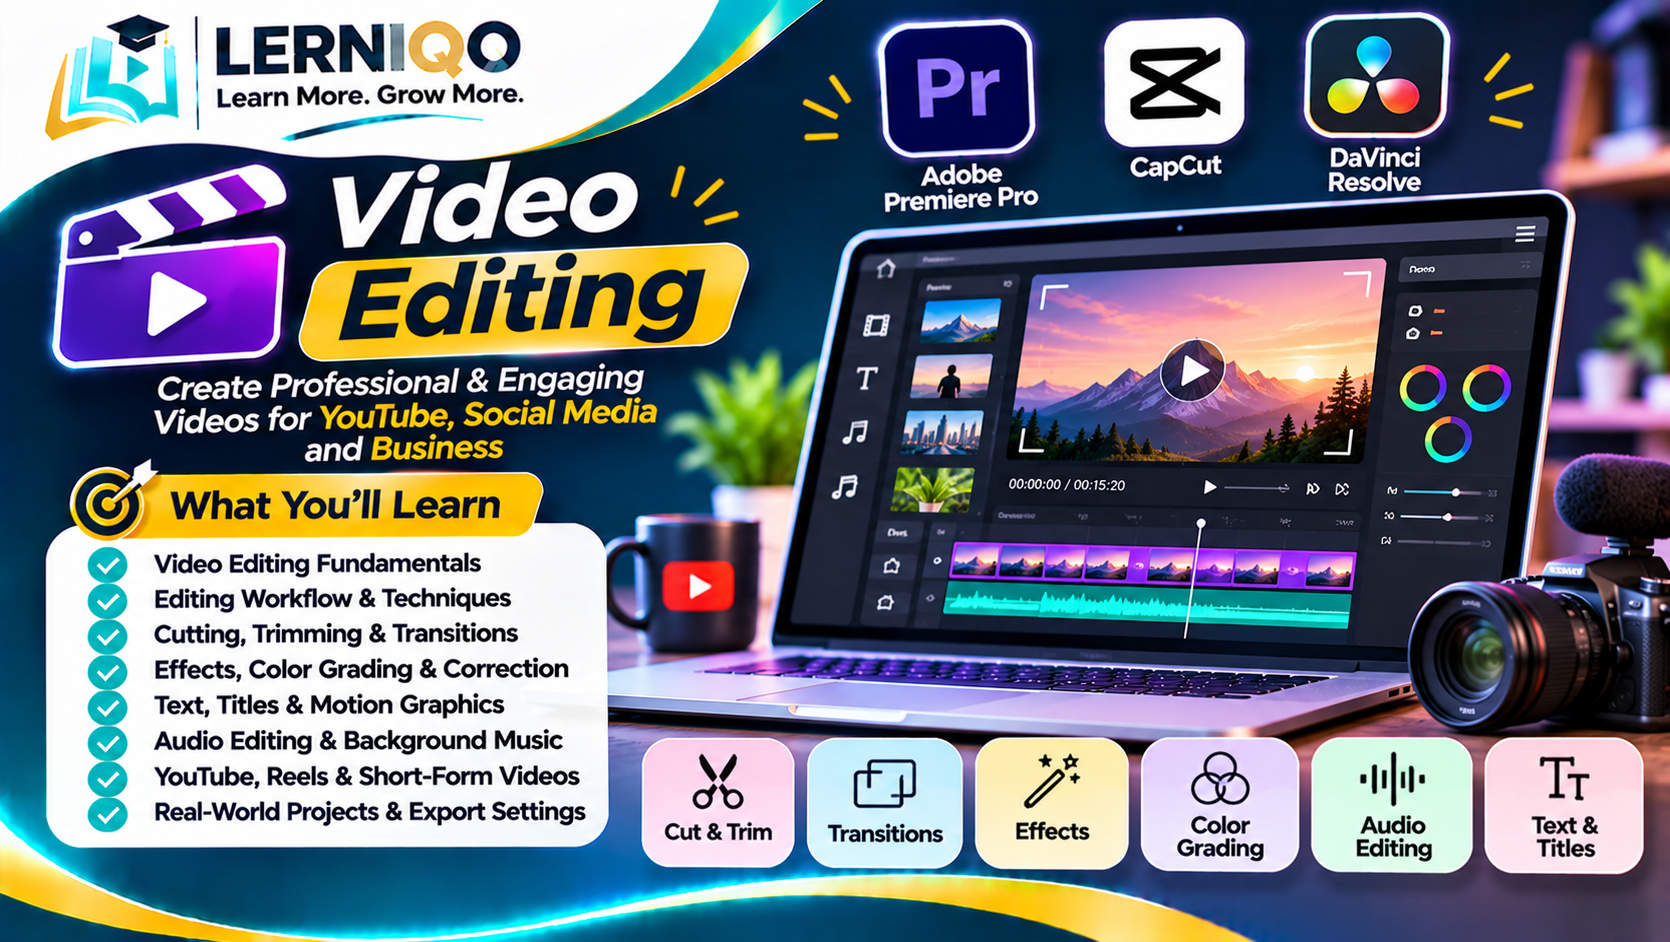 LERNIQO
Learn More. Grow More.
Video
Editing
Create Professional & Engaging
Videos for YouTube, Social Media
and Business
What You'll Learn
Video Editing Fundamentals
Editing Workflow & Techniques
Cutting, Trimming & Transitions
Effects, Color Grading & Correction
Text, Titles & Motion Graphics
Audio Editing & Background Music
YouTube, Reels & Short-Form Videos
Real-World Projects & Export Settings
Pr
Adobe
Premiere Pro
CapCut
DaVinci
Resolve
T
00:00:00 / 00:15:20
Cut & Trim
Transitions
Effects
Color
Grading
Audio
Editing
TT
Text &
Titles